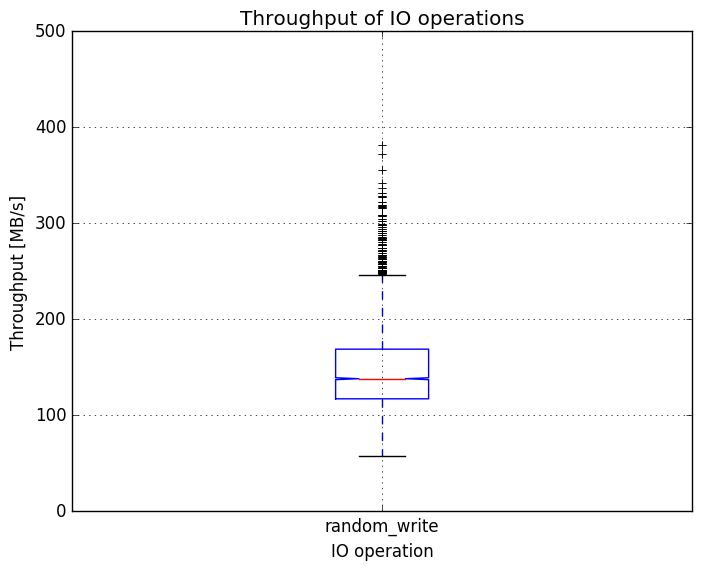 Throughput of IO operations
500
400
300
200
100
0
Throughput [MB/s]
random_write
IO operation